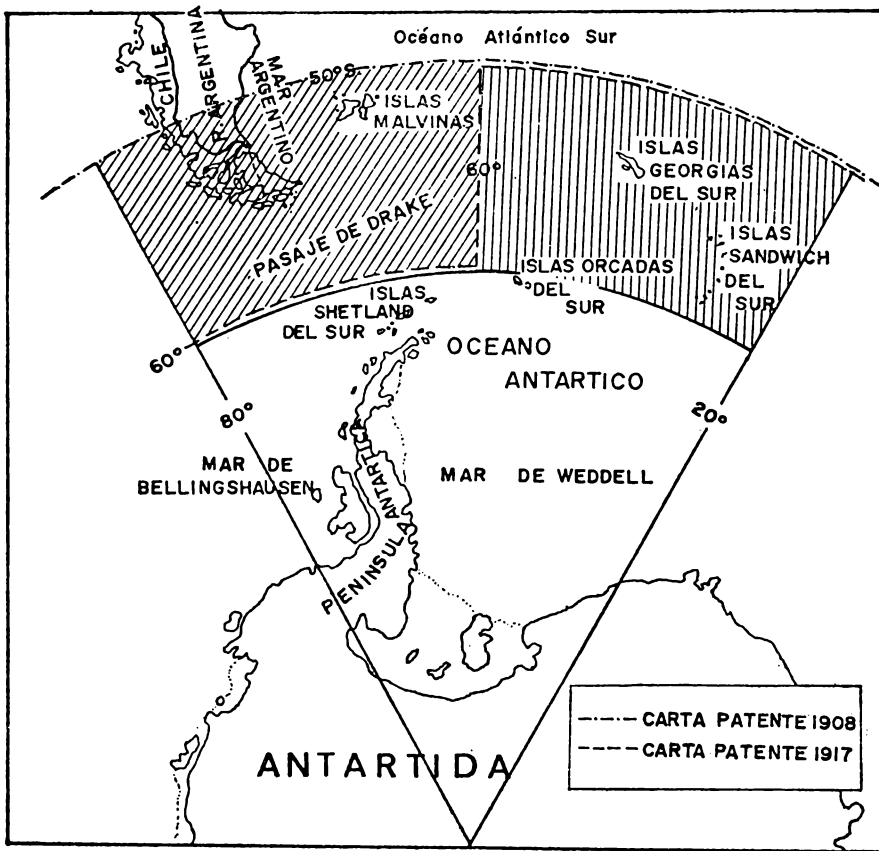 Océano Atlántico Sur
CHILE
R. ARGENTINA
MAR
ARGENTINO
50°S.
ISLAS
MALVINAS
60°
ISLAS
GEORGIAS
DEL SUR
ISLAS
SANDWICH
DEL
SUR
PASAJE DE DRAKE
ISLAS ORCADAS
DEL
SUR
ISLAS
SHETLAND
DEL SUR
60°
OCEANO
ANTARTICO
80°
20°
MAR DE
BELLINGSHAUSEN
MAR DE WEDDELL
PENINSULA
ANTARTICA
ANTARTIDA
CARTA PATENTE 1908
CARTA PATENTE 1917